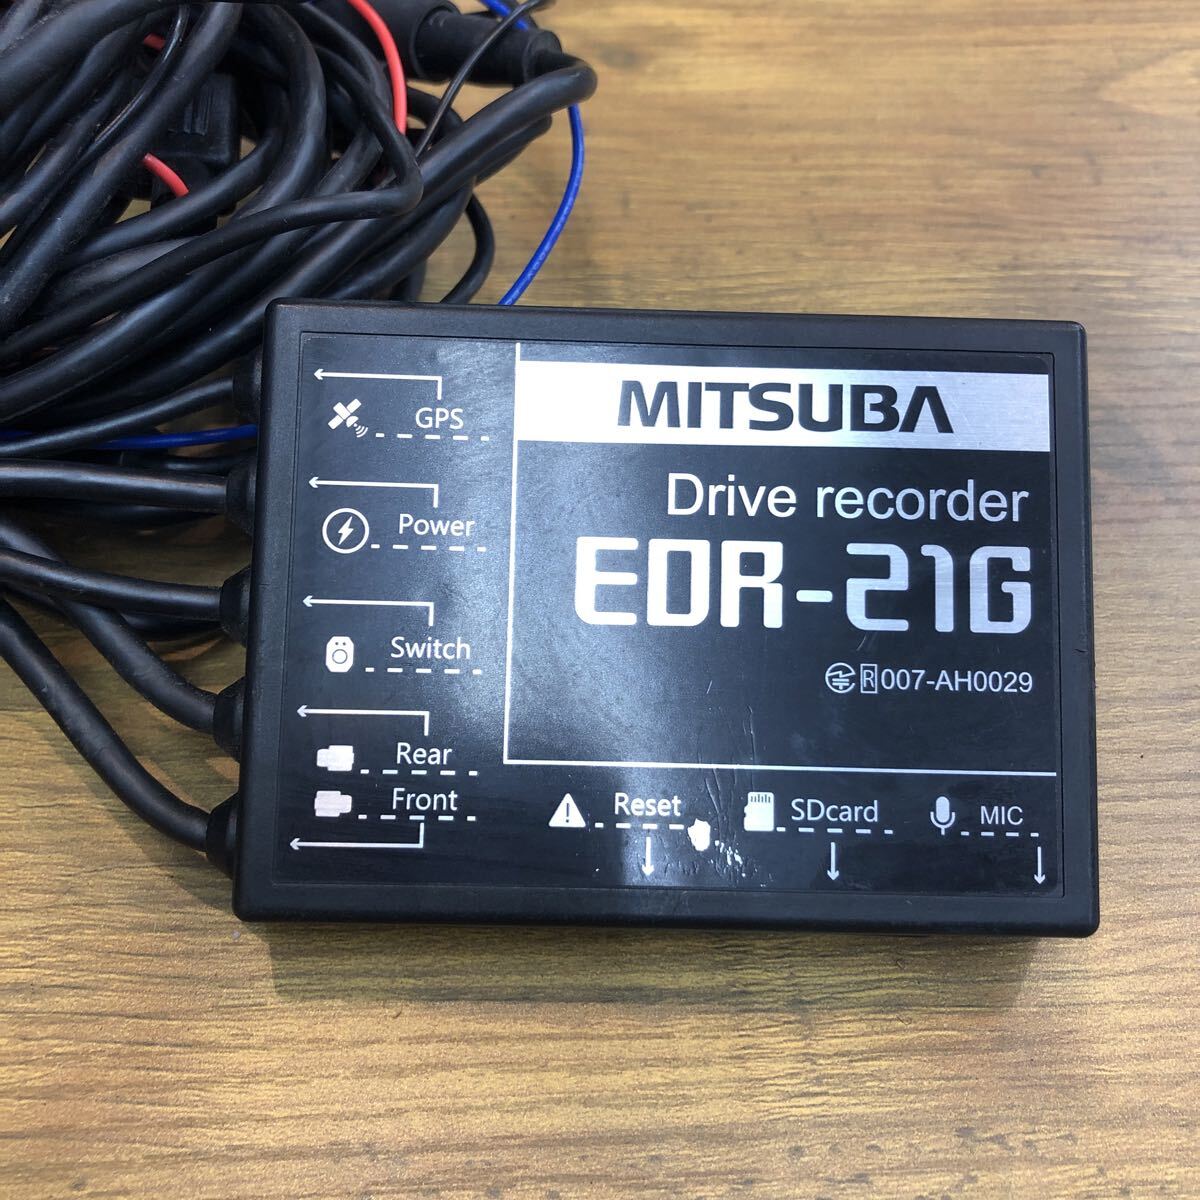 GPS
Power
Switch
Rear
Front
MITSUBA
Drive recorder
EDR-21G
R 007-AH0029
Reset
SDcard
MIC